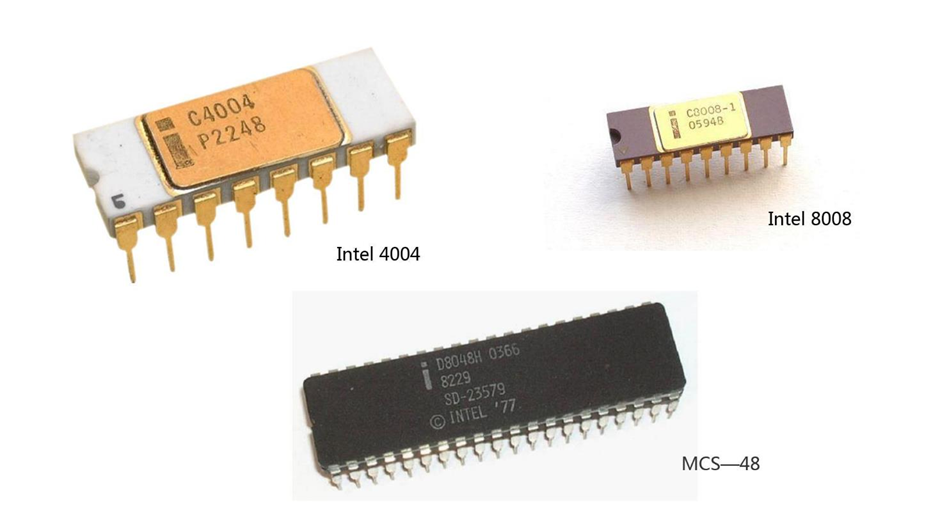 C4004
P2248
Intel 4004
C8008-1
05948
Intel 8008
D8048H 0366
8229
SD-23579
© INTEL '77
MCS—48